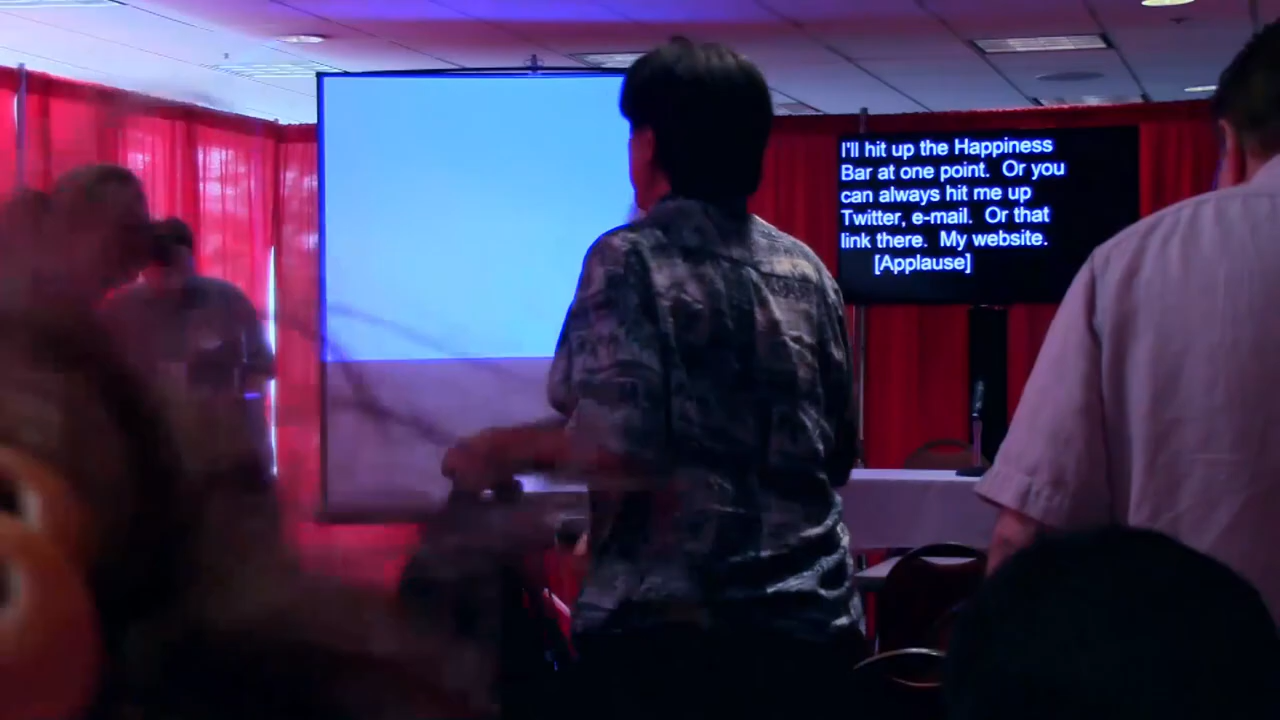 I'll hit up the Happiness
Bar at one point.  Or you
can always hit me up
Twitter, e-mail.  Or that
link there.  My website.
[Applause]